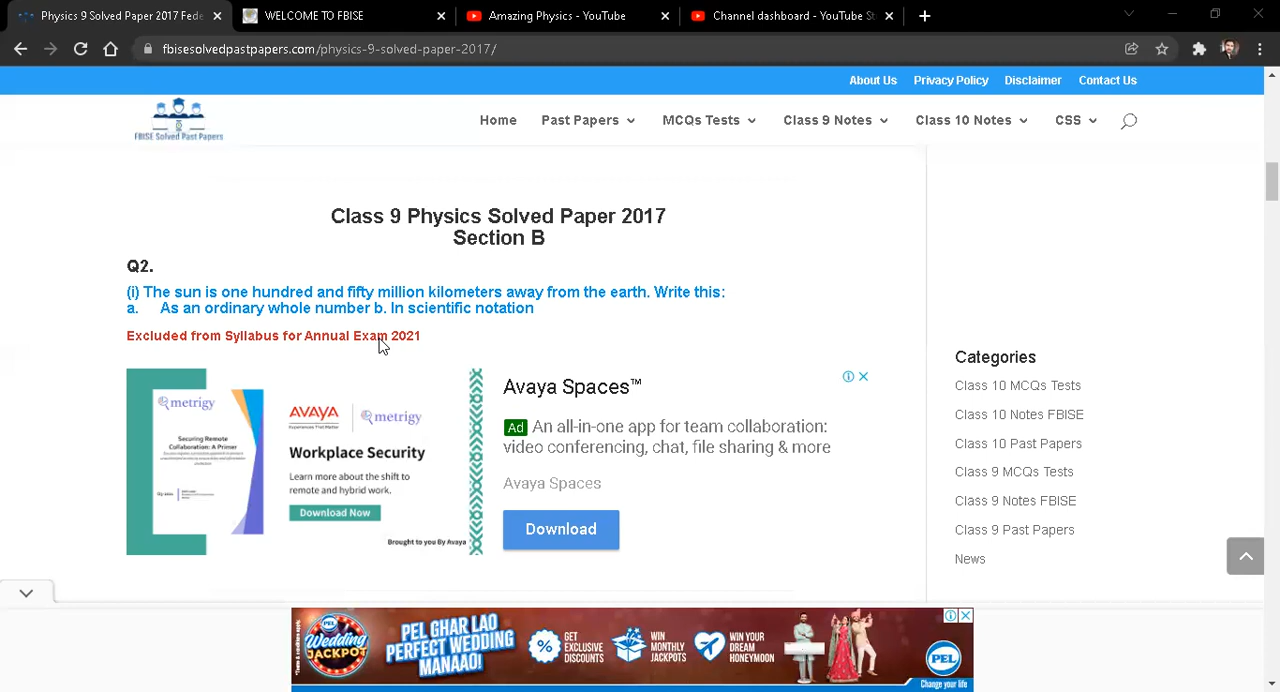 Physics 9 Solved Paper 2017 Fede
WELCOME TO FBISE
Amazing Physics - YouTube
Channel dashboard - YouTube St
fbisesolvedpastpapers.com/physics-9-solved-paper-2017/
About Us Privacy Policy Disclaimer Contact Us
FBISE Solved Past Papers
Home Past Papers MCQs Tests Class 9 Notes Class 10 Notes CSS
Class 9 Physics Solved Paper 2017
Section B
Q2.
(i) The sun is one hundred and fifty million kilometers away from the earth. Write this:
a. As an ordinary whole number b. In scientific notation
Excluded from Syllabus for Annual Exam 2021
metrigy
Securing Remote
Collaboration: A Primer
AVAYA
Experiences That Matter
metrigy
Workplace Security
Learn more about the shift to
remote and hybrid work.
Download Now
Brought to you By Avaya
Avaya Spaces™
Ad An all-in-one app for team collaboration:
video conferencing, chat, file sharing & more
Avaya Spaces
Download
Categories
Class 10 MCQs Tests
Class 10 Notes FBISE
Class 10 Past Papers
Class 9 MCQs Tests
Class 9 Notes FBISE
Class 9 Past Papers
News
PEL
Wedding
JACKPOT
PEL GHAR LAO
PERFECT WEDDING
MANAAO!
% GET
EXCLUSIVE
DISCOUNTS
WIN
MONTHLY
JACKPOTS
WIN YOUR
DREAM
HONEYMOON
PEL
Change your life